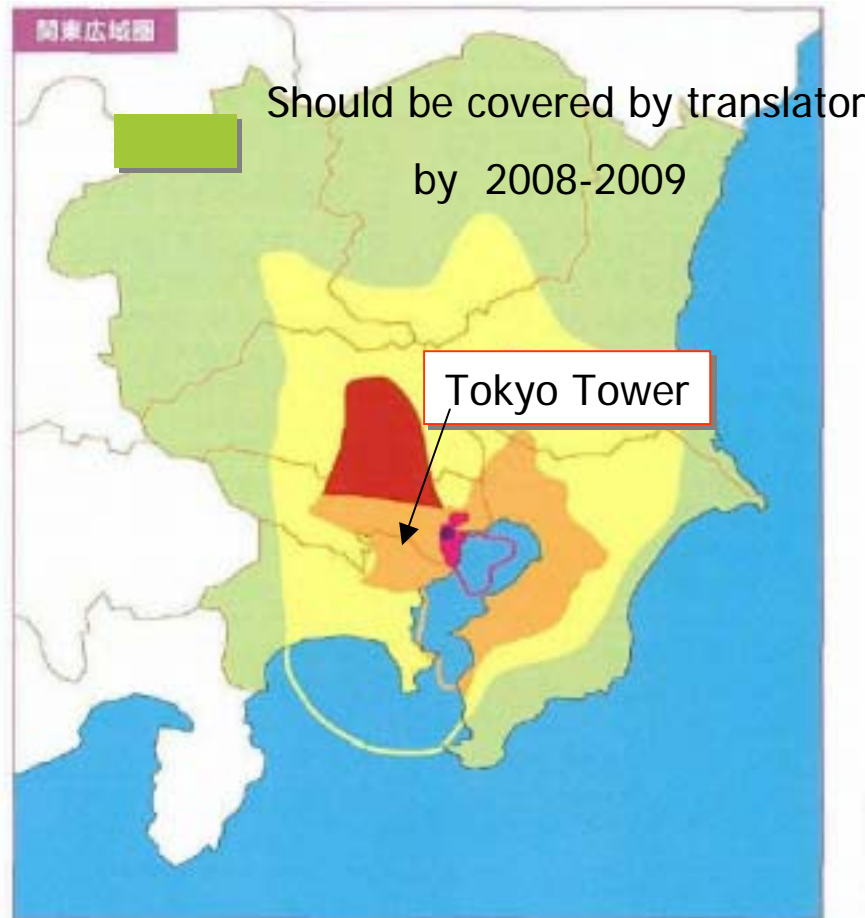 関東広域圏
Should be covered by translator
by 2008-2009
Tokyo Tower